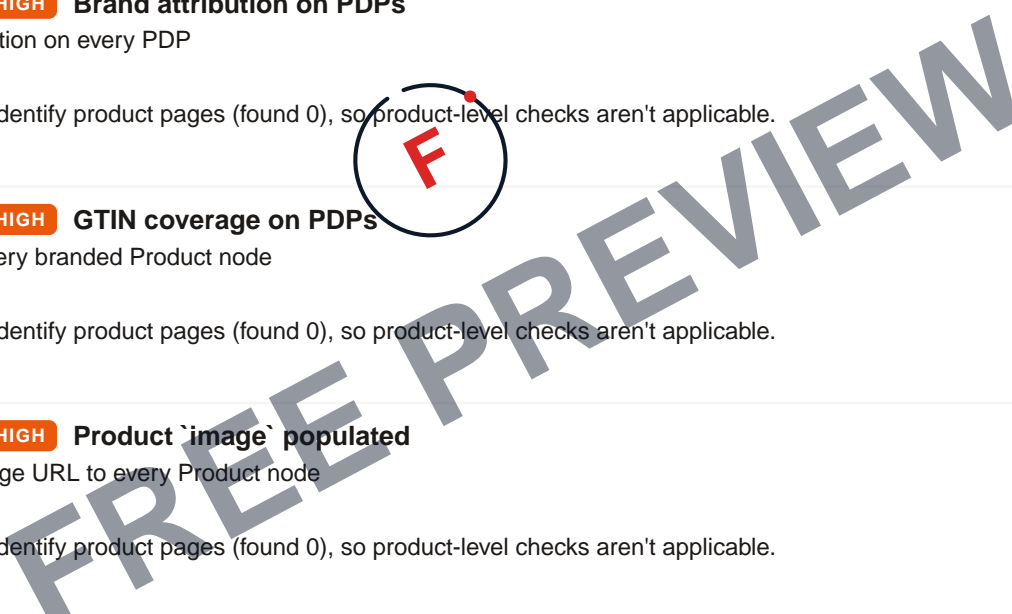 HIGH Brand attribution on PDPs
tion on every PDP
dentify product pages (found 0), so product-level checks aren't applicable.
F
HIGH GTIN coverage on PDPs
ery branded Product node
dentify product pages (found 0), so product-level checks aren't applicable.
HIGH Product `image` populated
ge URL to every Product node
dentify product pages (found 0), so product-level checks aren't applicable.
FREE PREVIEW